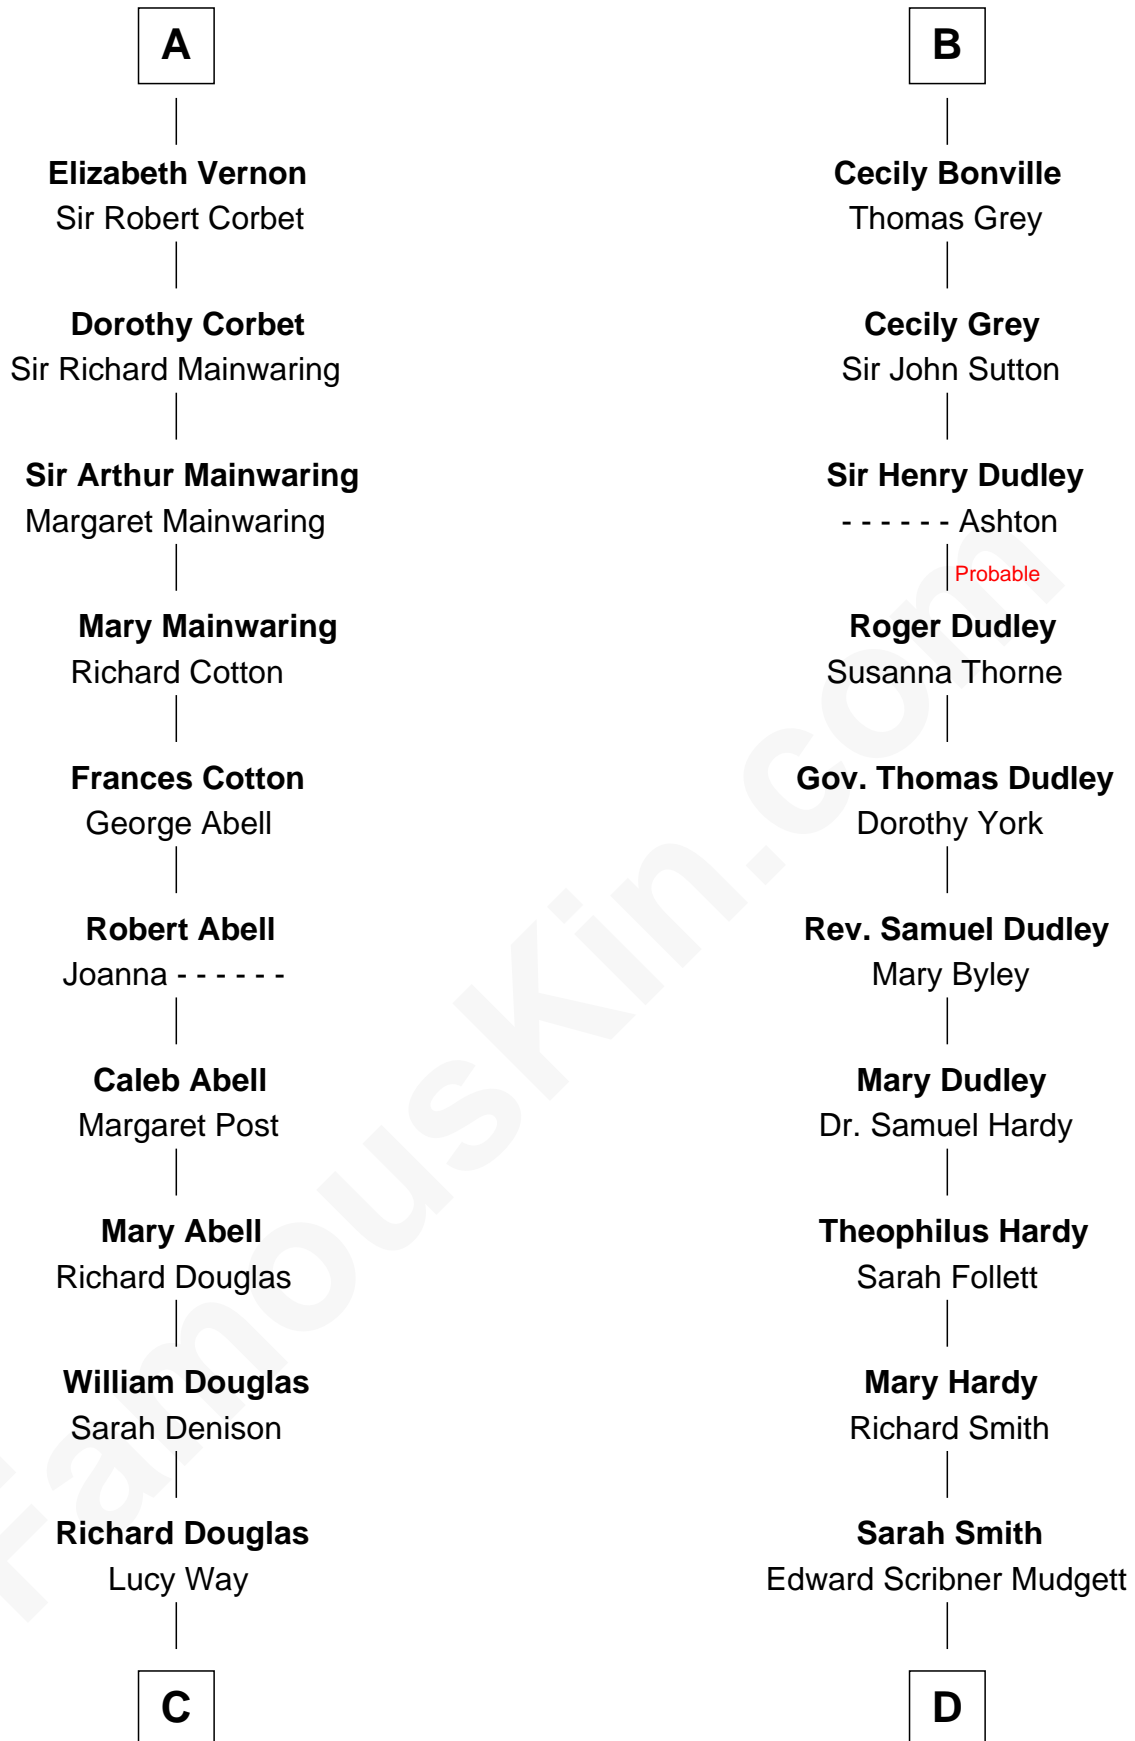 A
Elizabeth Vernon
Sir Robert Corbet
Dorothy Corbet
Sir Richard Mainwaring
Sir Arthur Mainwaring
Margaret Mainwaring
Mary Mainwaring
Richard Cotton
Frances Cotton
George Abell
Robert Abell
Joanna - - - - - -
Caleb Abell
Margaret Post
Mary Abell
Richard Douglas
William Douglas
Sarah Denison
Richard Douglas
Lucy Way
C
B
Cecily Bonville
Thomas Grey
Cecily Grey
Sir John Sutton
Sir Henry Dudley
- - - - - - Ashton
Probable
Roger Dudley
Susanna Thorne
Gov. Thomas Dudley
Dorothy York
Rev. Samuel Dudley
Mary Byley
Mary Dudley
Dr. Samuel Hardy
Theophilus Hardy
Sarah Follett
Mary Hardy
Richard Smith
Sarah Smith
Edward Scribner Mudgett
D
FamousKin.com